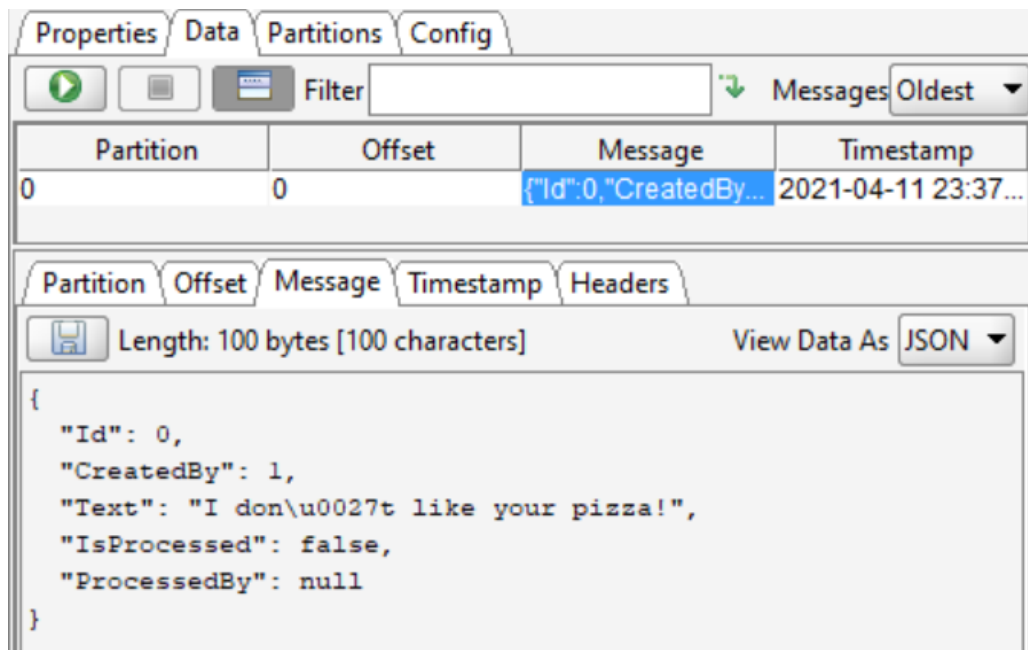 Properties Data Partitions Config
Filter Messages Oldest
Partition Offset Message Timestamp
0 0 {"Id":0,"CreatedBy... 2021-04-11 23:37...
Partition Offset Message Timestamp Headers
Length: 100 bytes [100 characters] View Data As JSON
{
"Id": 0,
"CreatedBy": 1,
"Text": "I don\u0027t like your pizza!",
"IsProcessed": false,
"ProcessedBy": null
}